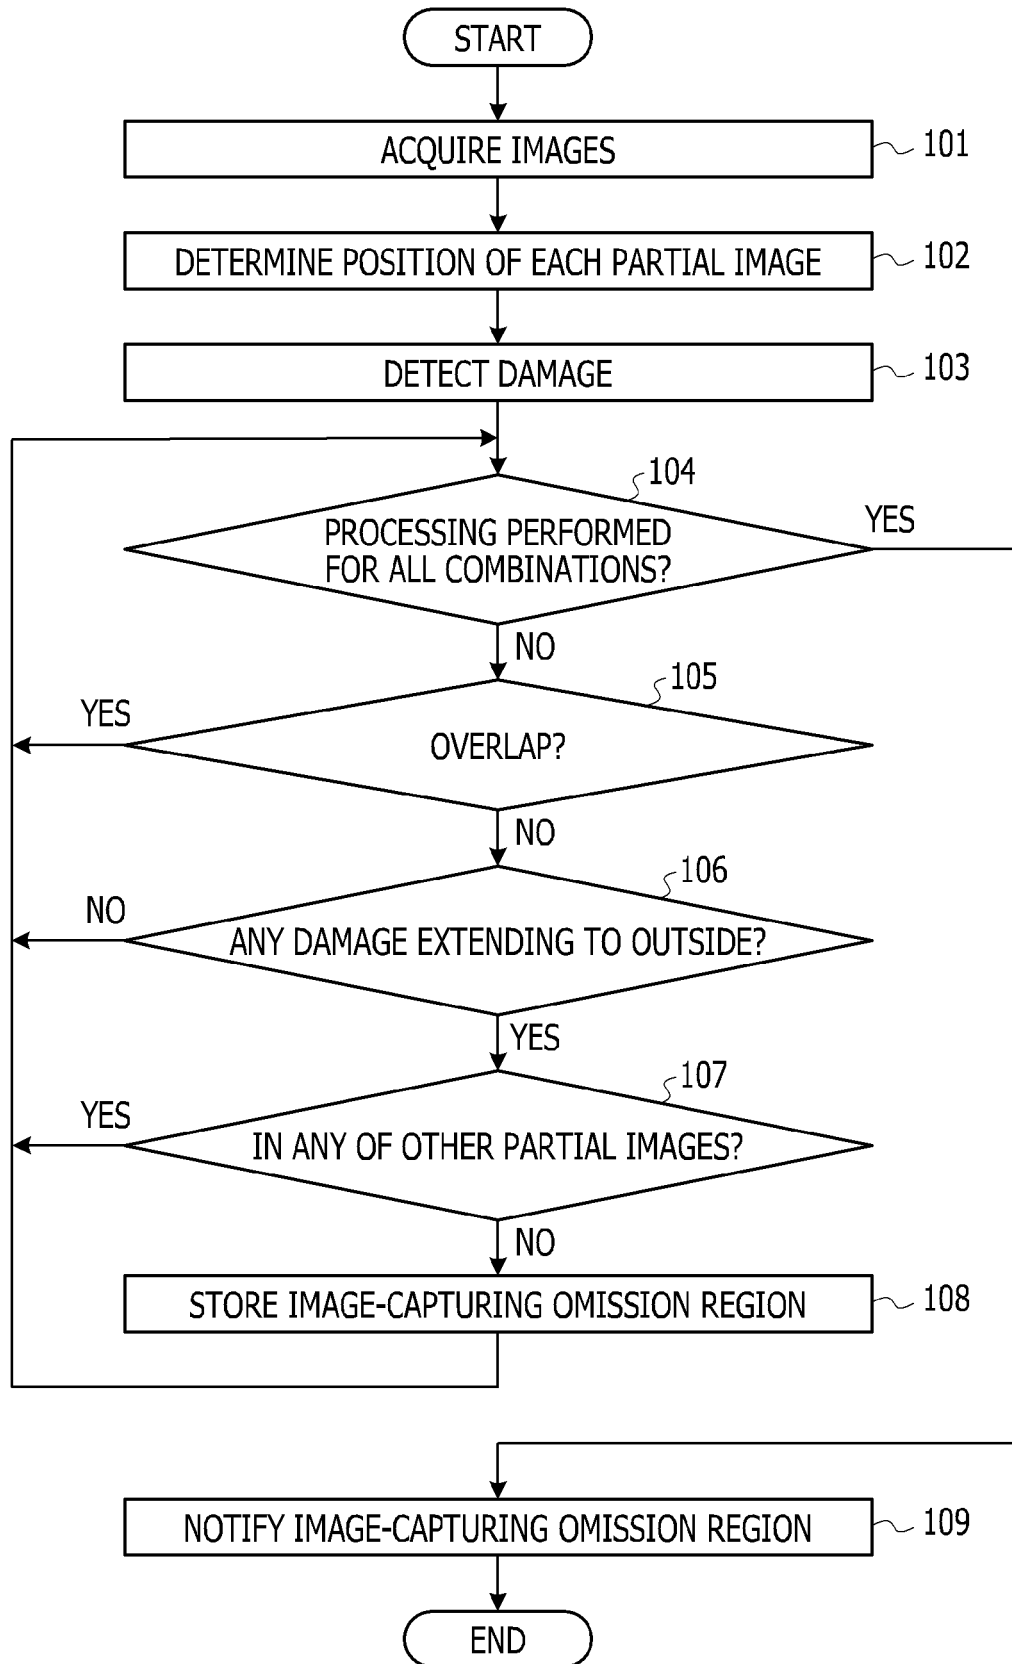 START
ACQUIRE IMAGES
101
DETERMINE POSITION OF EACH PARTIAL IMAGE
102
DETECT DAMAGE
103
104
PROCESSING PERFORMED
FOR ALL COMBINATIONS?
YES
NO
105
YES
OVERLAP?
NO
106
NO
ANY DAMAGE EXTENDING TO OUTSIDE?
YES
107
YES
IN ANY OF OTHER PARTIAL IMAGES?
NO
STORE IMAGE-CAPTURING OMISSION REGION
108
NOTIFY IMAGE-CAPTURING OMISSION REGION
109
END